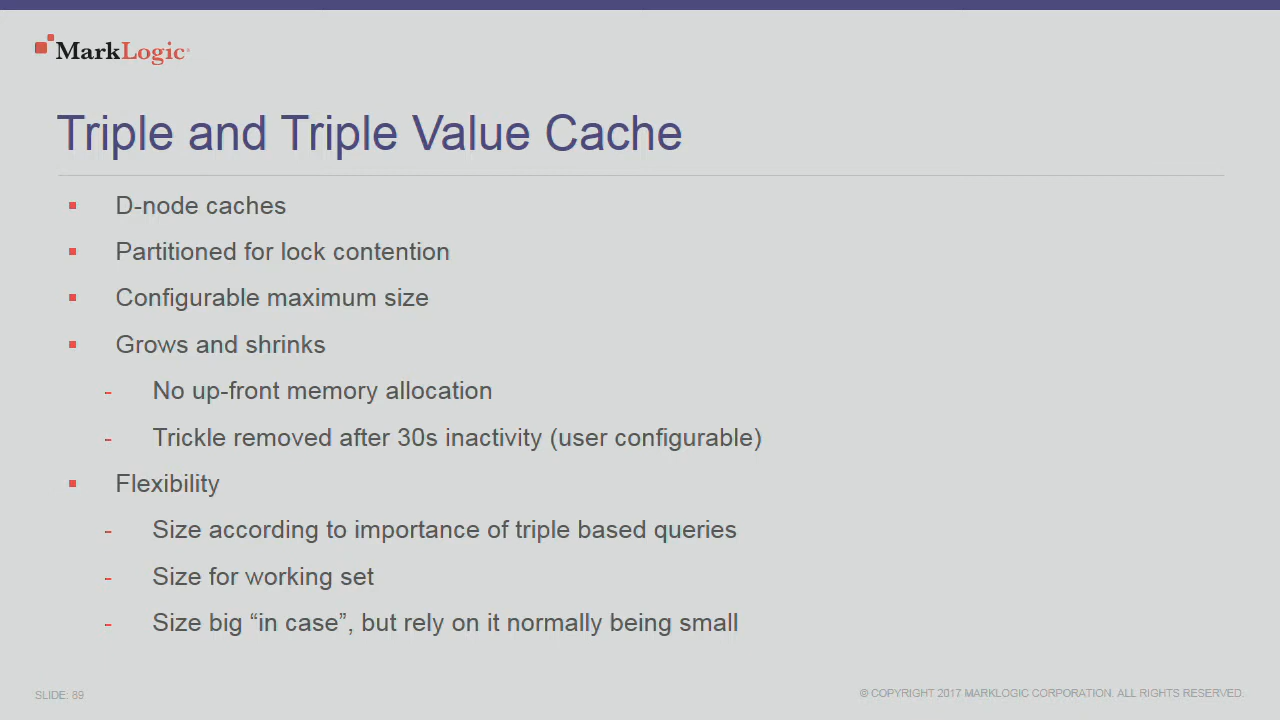 MarkLogic
Triple and Triple Value Cache
D-node caches
Partitioned for lock contention
Configurable maximum size
Grows and shrinks
- No up-front memory allocation
- Trickle removed after 30s inactivity (user configurable)
Flexibility
- Size according to importance of triple based queries
- Size for working set
- Size big “in case”, but rely on it normally being small
SLIDE: 89
© COPYRIGHT 2017 MARKLOGIC CORPORATION. ALL RIGHTS RESERVED.